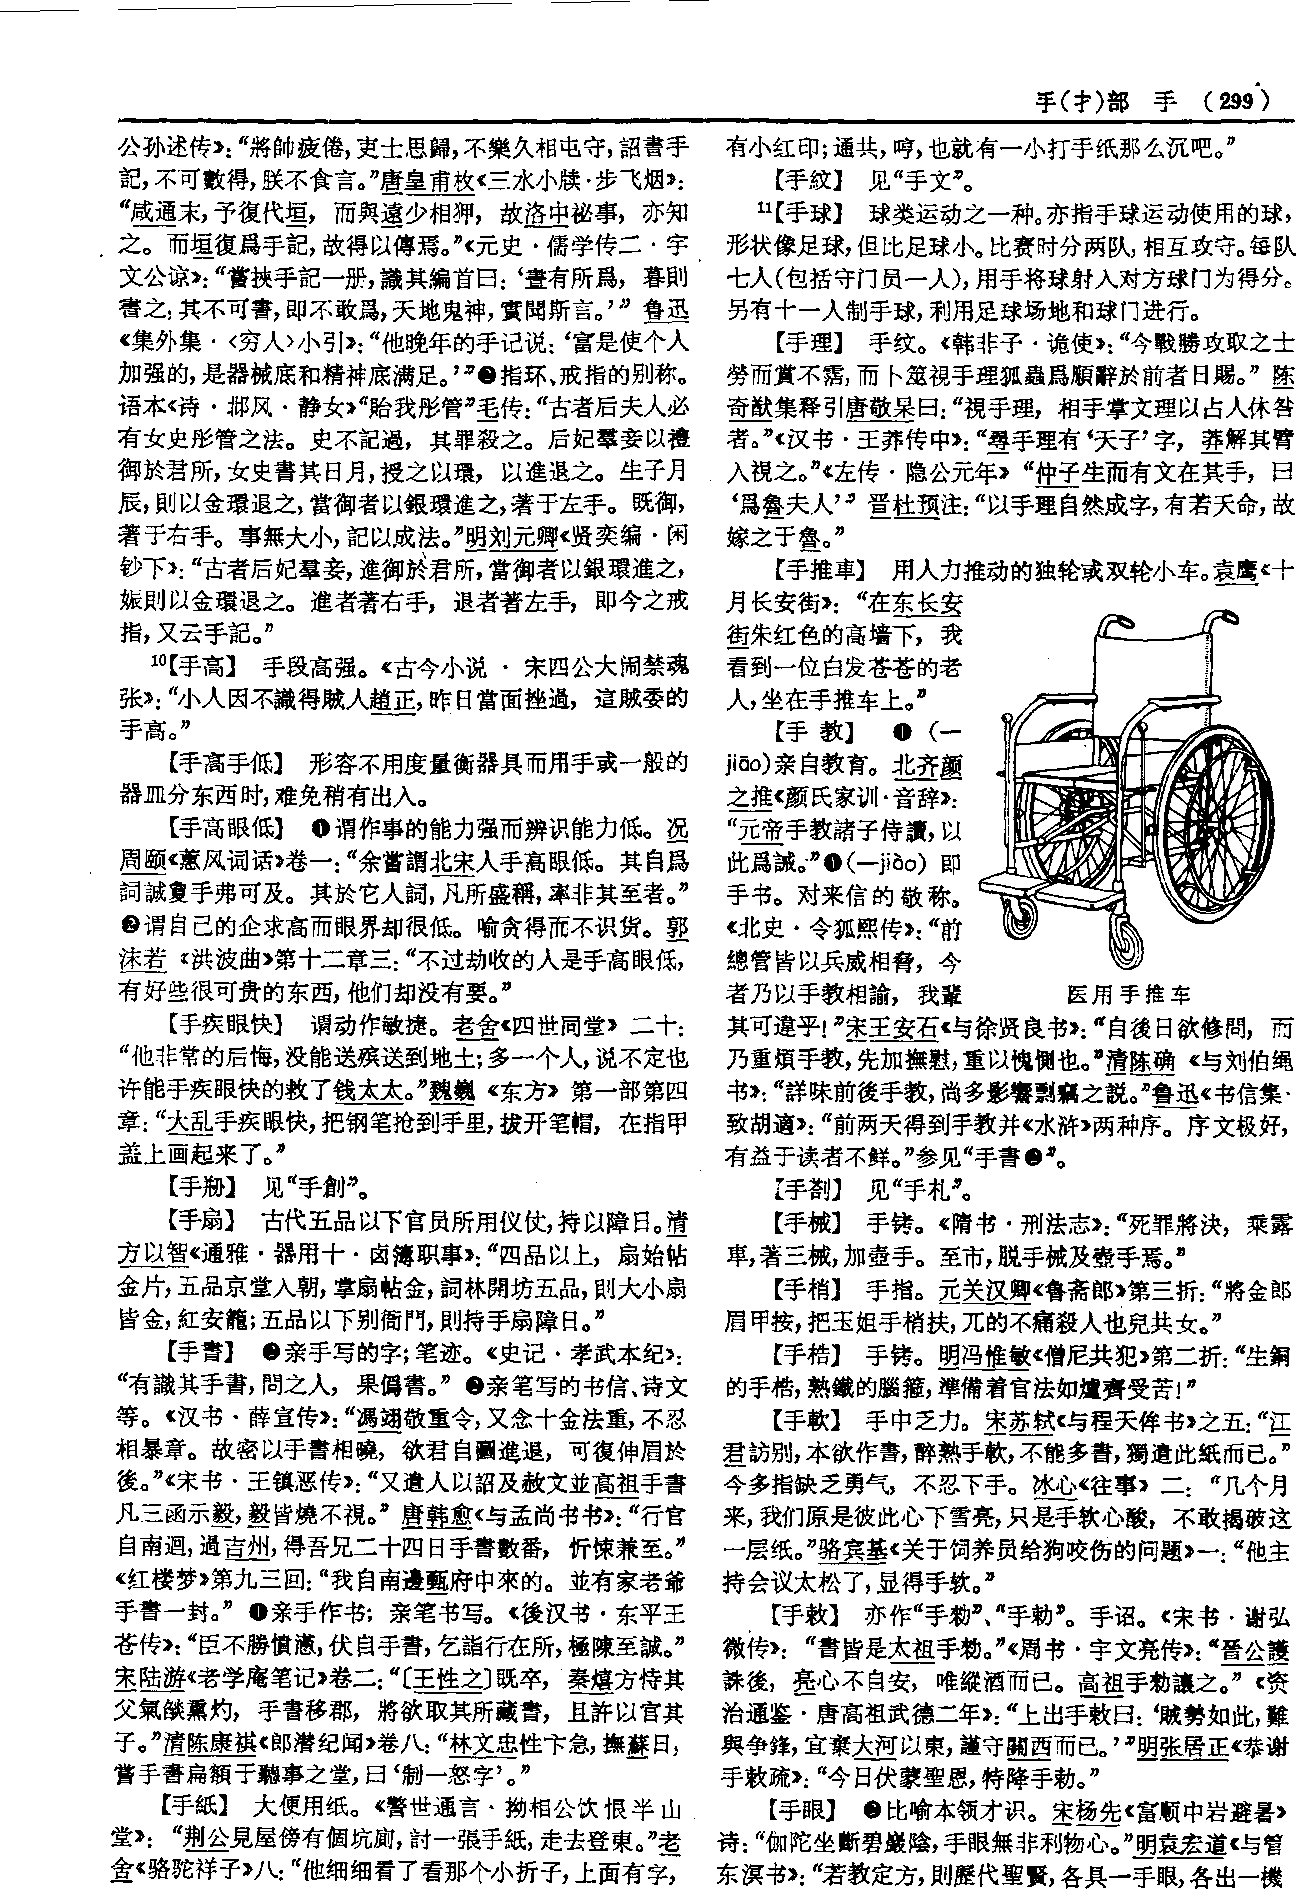 手(扌)部 手 (299)
公孙述传》：“將帥疲倦，吏士思歸，不樂久相屯守，詔書手
記，不可數得，朕不食言。”唐皇甫枚《三水小牍·步飞烟》：
“咸通末，予復代垣，而與遠少相狎，故洛中祕事，亦知
之。而垣復爲手記，故得以傳焉。”《元史·儒学传二·宇
文公谅》：“嘗挾手記一册，識其编首曰：‘晝有所爲，暮則
書之；其不可書，即不敢爲，天地鬼神，實聞斯言。’”鲁迅
《集外集·〈穷人〉小引》：“他晚年的手记说：‘富是使个人
加强的，是器械底和精神底满足。’”❷指环、戒指的别称。
语本《诗·邶风·静女》“貽我彤管”毛传：“古者后夫人必
有女史彤管之法。史不記過，其罪殺之。后妃羣妾以禮
御於君所，女史書其日月，授之以環，以進退之。生子月
辰，則以金環退之，當御者以銀環進之，著于左手。既御，
著于右手。事無大小，記以成法。”明刘元卿《贤奕编·闲
钞下》：“古者后妃羣妾，進御於君所，當御者以銀環進之，
娠則以金環退之。進者著右手，退者著左手，即今之戒
指，又云手記。”
¹⁰【手高】 手段高强。《古今小说·宋四公大闹禁魂
张》：“小人因不識得賊人趙正，昨日當面挫過，這賊委的
手高。”
【手高手低】 形容不用度量衡器具而用手或一般的
器皿分东西时，难免稍有出入。
【手高眼低】 ❶谓作事的能力强而辨识能力低。况
周颐《蕙风词话》卷一：“余嘗謂北宋人手高眼低。其自爲
詞誠夐乎弗可及。其於它人詞，凡所盛稱，率非其至者。”
❷谓自己的企求高而眼界却很低。喻贪得而不识货。郭
沫若《洪波曲》第十二章三：“不过劫收的人是手高眼低，
有好些很可贵的东西，他们却没有要。”
【手疾眼快】 谓动作敏捷。老舍《四世同堂》二十：
“他非常的后悔，没能送殡送到地土；多一个人，说不定也
许能手疾眼快的救了钱太太。”魏巍《东方》第一部第四
章：“大乱手疾眼快，把钢笔抢到手里，拔开笔帽，在指甲
盖上画起来了。”
【手剙】 见“手創”。
【手扇】 古代五品以下官员所用仪仗，持以障日。清
方以智《通雅·器用十·卤簿职事》：“四品以上，扇始帖
金片，五品京堂入朝，掌扇帖金，詞林開坊五品，則大小扇
皆金，紅安籠；五品以下别衙門，則持手扇障日。”
【手書】 ❶亲手写的字；笔迹。《史记·孝武本纪》：
“有識其手書，問之人，果僞書。”❷亲笔写的书信、诗文
等。《汉书·薛宣传》：“馮翊敬重令，又念十金法重，不忍
相暴章。故密以手書相曉，欲君自圖進退，可復伸眉於
後。”《宋书·王镇恶传》：“又遣人以詔及赦文並高祖手書
凡三函示毅，毅皆燒不視。”唐韩愈《与孟尚书书》：“行官
自南迴，過吉州，得吾兄二十四日手書數番，忻悚兼至。”
《红楼梦》第九三回：“我自南邊甄府中來的。並有家老爺
手書一封。”❸亲手作书；亲笔书写。《後汉书·东平王
苍传》：“臣不勝憤懣，伏自手書，乞詣行在所，極陳至誠。”
宋陆游《老学庵笔记》卷二：“〔王性之〕既卒，秦熺方恃其
父氣燄熏灼，手書移郡，將欲取其所藏書，且許以官其
子。”清陈康祺《郎潜纪闻》卷八：“林文忠性卞急，撫蘇日，
嘗手書扁額于聽事之堂，曰‘制一怒字’。”
【手紙】 大便用纸。《警世通言·拗相公饮恨半山
堂》：“荆公見屋傍有個坑廁，討一張手紙，走去登東。”老
舍《骆驼祥子》八：“他细细看了看那个小折子，上面有字，
有小红印；通共，哼，也就有一小打手纸那么沉吧。”
【手紋】 见“手文”。
¹¹【手球】 球类运动之一种。亦指手球运动使用的球，
形状像足球，但比足球小。比赛时分两队，相互攻守。每队
七人（包括守门员一人），用手将球射入对方球门为得分。
另有十一人制手球，利用足球场地和球门进行。
【手理】 手纹。《韩非子·诡使》：“今戰勝攻取之士
勞而賞不霑，而卜筮視手理狐蟲爲順辭於前者日賜。”陈
奇猷集释引唐敬杲曰：“視手理，相手掌文理以占人休咎
者。”《汉书·王莽传中》：“尋手理有‘天子’字，莽解其臂
入視之。”《左传·隐公元年》“仲子生而有文在其手，曰
‘爲魯夫人’”晋杜预注：“以手理自然成字，有若天命，故
嫁之于魯。”
【手推車】 用人力推动的独轮或双轮小车。袁鹰《十
月长安街》：“在东长安
街朱红色的高墙下，我
看到一位白发苍苍的老
人，坐在手推车上。”
【手教】 ❶（一
jiāo）亲自教育。北齐颜
之推《颜氏家训·音辞》：
“元帝手教諸子侍讀，以
此爲誡。”❶（一jiào）即
手书。对来信的敬称。
《北史·令狐熙传》：“前
總管皆以兵威相脅，今
者乃以手教相諭，我輩
医用手推车
其可違乎！”宋王安石《与徐贤良书》：“自後日欲修問，而
乃重煩手教，先加撫慰，重以愧惻也。”清陈确《与刘伯绳
书》：“詳味前後手教，尚多影響剽竊之説。”鲁迅《书信集·
致胡適》：“前两天得到手教并《水浒》两种序。序文极好，
有益于读者不鲜。”参见“手書❷”。
【手劄】 见“手札”。
【手械】 手铐。《隋书·刑法志》：“死罪將決，乘露
車，著三械，加壺手。至市，脱手械及壺手焉。”
【手梢】 手指。元关汉卿《鲁斋郎》第三折：“將金郎
眉甲按，把玉姐手梢扶，兀的不痛殺人也兒共女。”
【手梏】 手铐。明冯惟敏《僧尼共犯》第二折：“生銅
的手梏，熟鐵的腦箍，準備着官法如爐齊受苦！”
【手軟】 手中乏力。宋苏轼《与程天侔书》之五：“江
君訪别，本欲作書，醉熟手軟，不能多書，獨遣此紙而已。”
今多指缺乏勇气，不忍下手。冰心《往事》二：“几个月
来，我们原是彼此心下雪亮，只是手软心酸，不敢揭破这
一层纸。”骆宾基《关于饲养员给狗咬伤的问题》一：“他主
持会议太松了，显得手软。”
【手敕】 亦作“手勑”、“手勅”。手诏。《宋书·谢弘
微传》：“書皆是太祖手勑。”《周书·宇文亮传》：“晉公護
誅後，亮心不自安，唯縱酒而已。高祖手勑讓之。”《资
治通鉴·唐高祖武德二年》：“上出手敕曰：‘賊勢如此，難
與争鋒，宜棄大河以東，謹守關西而已。’”明张居正《恭谢
手敕疏》：“今日伏蒙聖恩，特降手勅。”
【手眼】 ❶比喻本领才识。宋杨先《富顺中岩避暑》
诗：“伽陀坐斷碧巖陰，手眼無非利物心。”明袁宏道《与管
东溟书》：“若教定方，則歷代聖賢，各具一手眼，各出一機